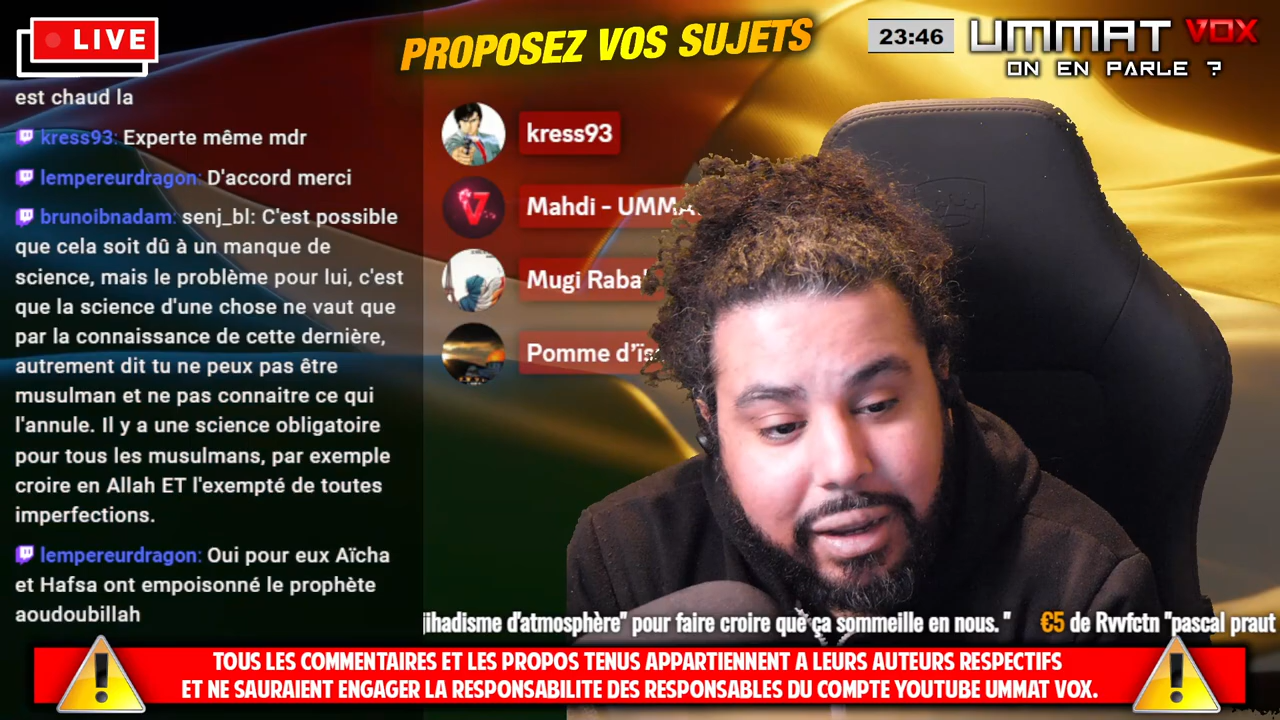 LIVE
PROPOSEZ VOS SUJETS
23:46
UMMAT VOX
ON EN PARLE ?
est chaud la
kress93: Experte même mdr
lempereurdragon: D'accord merci
brunoibnadam: senj_bl: C'est possible
que cela soit dû à un manque de
science, mais le problème pour lui, c'est
que la science d'une chose ne vaut que
par la connaissance de cette dernière,
autrement dit tu ne peux pas être
musulman et ne pas connaitre ce qui
l'annule. Il y a une science obligatoire
pour tous les musulmans, par exemple
croire en Allah ET l'exempté de toutes
imperfections.
lempereurdragon: Oui pour eux Aïcha
et Hafsa ont empoisonné le prophète
aoudoubillah
kress93
Mahdi - UMMA
Mugi Raba
Pomme d'ïs
jihadisme d'atmosphère" pour faire croire que ça sommeille en nous. " €5 de Rvvfctn "pascal praut
TOUS LES COMMENTAIRES ET LES PROPOS TENUS APPARTIENNENT A LEURS AUTEURS RESPECTIFS
ET NE SAURAIENT ENGAGER LA RESPONSABILITE DES RESPONSABLES DU COMPTE YOUTUBE UMMAT VOX.